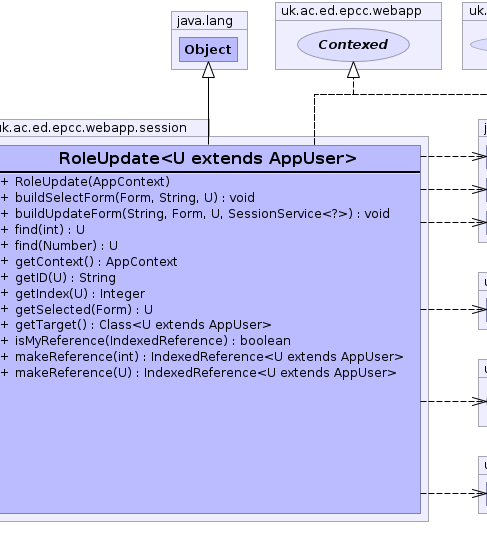 java.lang
Object
uk.ac.ed.epcc.webapp
Contexed
uk.
uk.ac.ed.epcc.webapp.session
RoleUpdate<U extends AppUser>
+ RoleUpdate(AppContext)
+ buildSelectForm(Form, String, U) : void
+ buildUpdateForm(String, Form, U, SessionService<?>) : void
+ find(int) : U
+ find(Number) : U
+ getContext() : AppContext
+ getID(U) : String
+ getIndex(U) : Integer
+ getSelected(Form) : U
+ getTarget() : Class<U extends AppUser>
+ isMyReference(IndexedReference) : boolean
+ makeReference(int) : IndexedReference<U extends AppUser>
+ makeReference(U) : IndexedReference<U extends AppUser>